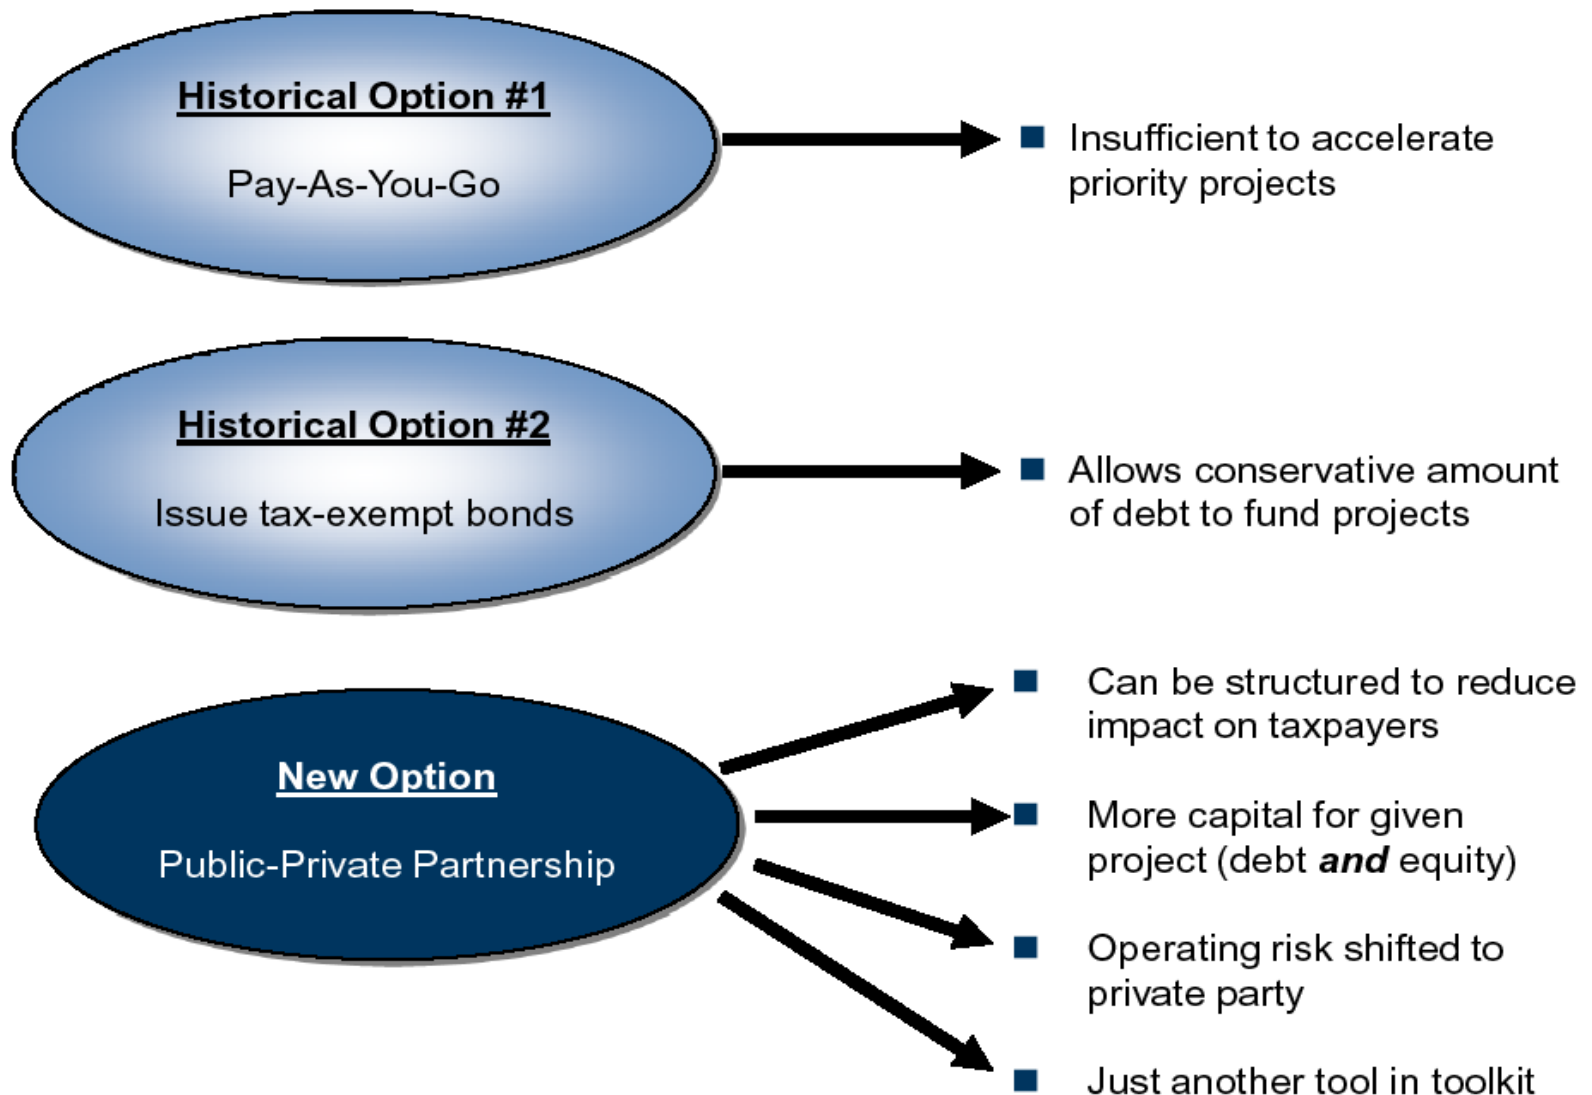 Historical Option #1
Pay-As-You-Go
Insufficient to accelerate
priority projects
Historical Option #2
Issue tax-exempt bonds
Allows conservative amount
of debt to fund projects
New Option
Public-Private Partnership
Can be structured to reduce
impact on taxpayers
More capital for given
project (debt and equity)
Operating risk shifted to
private party
Just another tool in toolkit